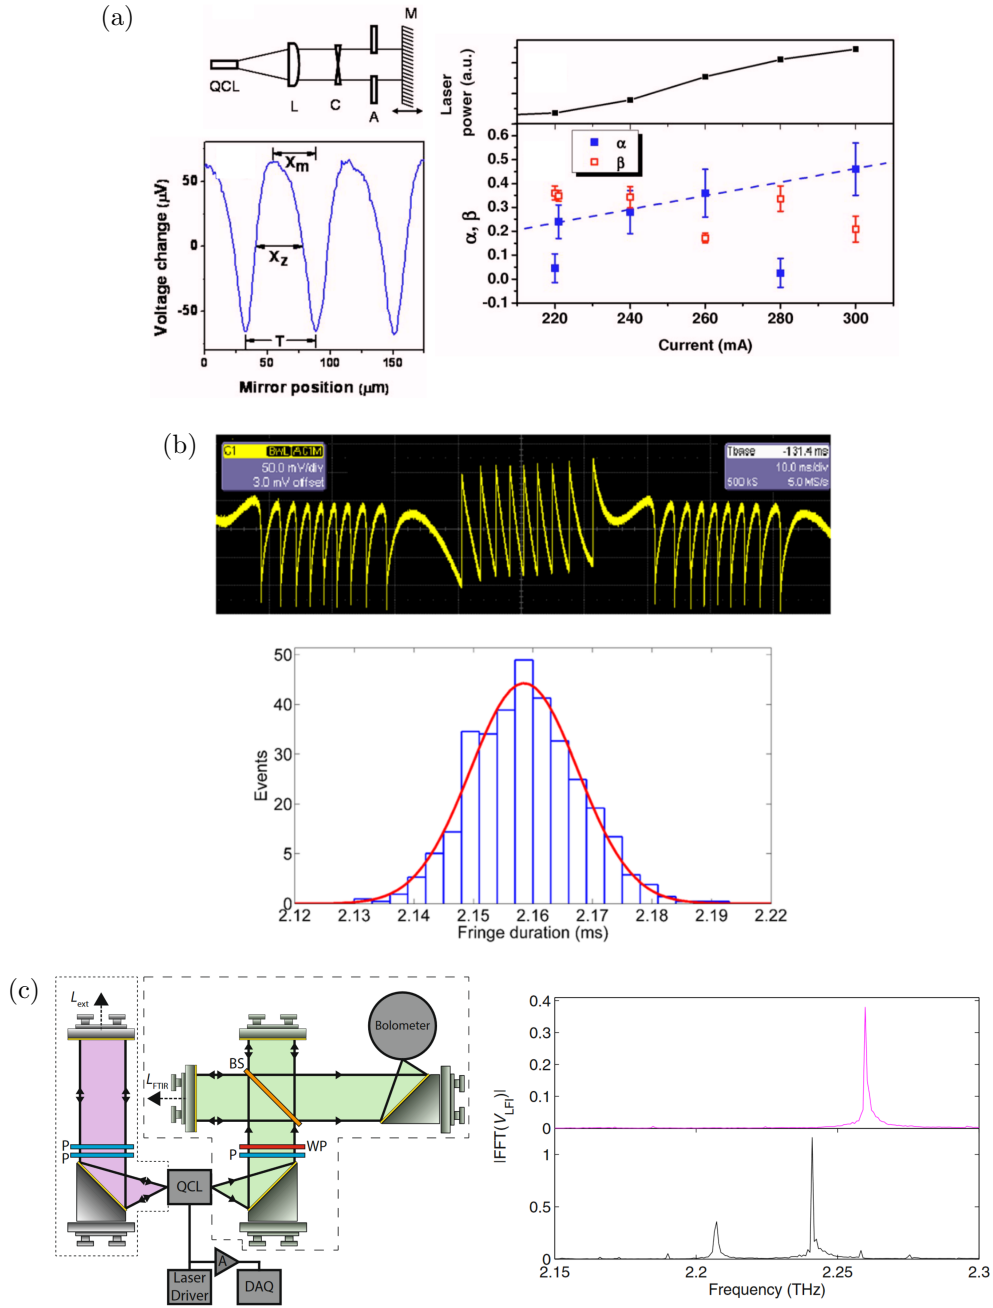 (a)
M
QCL
L
C
A
Voltage change (μV)
50
0
-50
Xm
Xz
T
0
50
100
150
Mirror position (μm)
Laser
power (a.u.)
α
β
α, β
0.6
0.5
0.4
0.3
0.2
0.1
0.0
-0.1
220
240
260
280
300
Current (mA)
(b)
C1
BWL
AC1M
50.0 mV/div
3.0 mV offset
Tbase -131.4 ms
10.0 ms/div
500 kS 5.0 MS/s
Events
50
40
30
20
5
0
2.12
2.13
2.14
2.15
2.16
2.17
2.18
2.19
2.22
Fringe duration (ms)
(c)
Lext
Bolometer
BS
LFTIR
P
P
P
WP
QCL
A
Laser
Driver
DAQ
|FFT(VLFI)|
0.4
0.3
0.2
0.1
0
1
0.5
0
2.15
2.2
2.25
2.3
Frequency (THz)